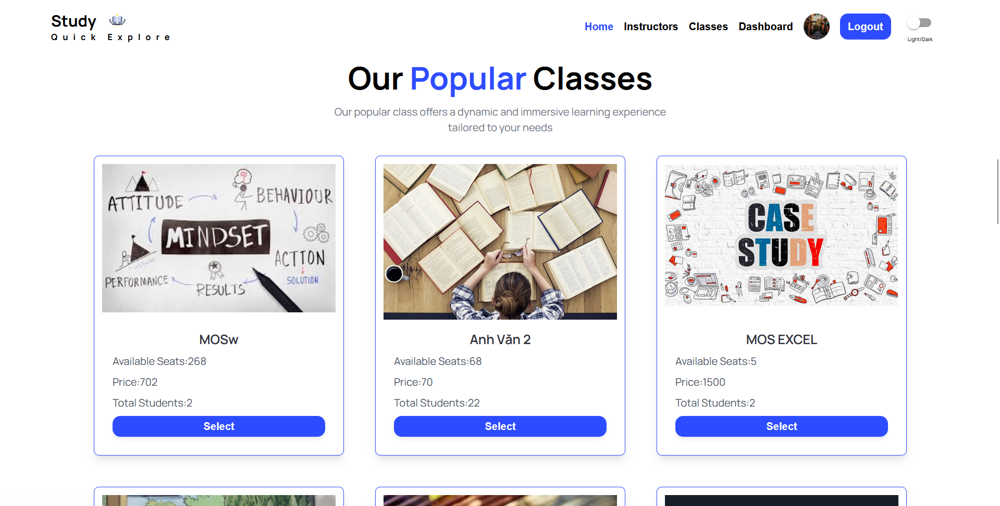 Study
Quick Explore
Home Instructors Classes Dashboard Logout
Light/Dark
Our Popular Classes
Our popular class offers a dynamic and immersive learning experience
tailored to your needs
ATTITUDE
BEHAVIOUR
MINDSET
ACTION
SOLUTION
PERFORMANCE
RESULTS
MOSw
Available Seats:268
Price:702
Total Students:2
Select
Anh Văn 2
Available Seats:68
Price:70
Total Students:22
Select
CASE
STUDY
MOS EXCEL
Available Seats:5
Price:1500
Total Students:2
Select